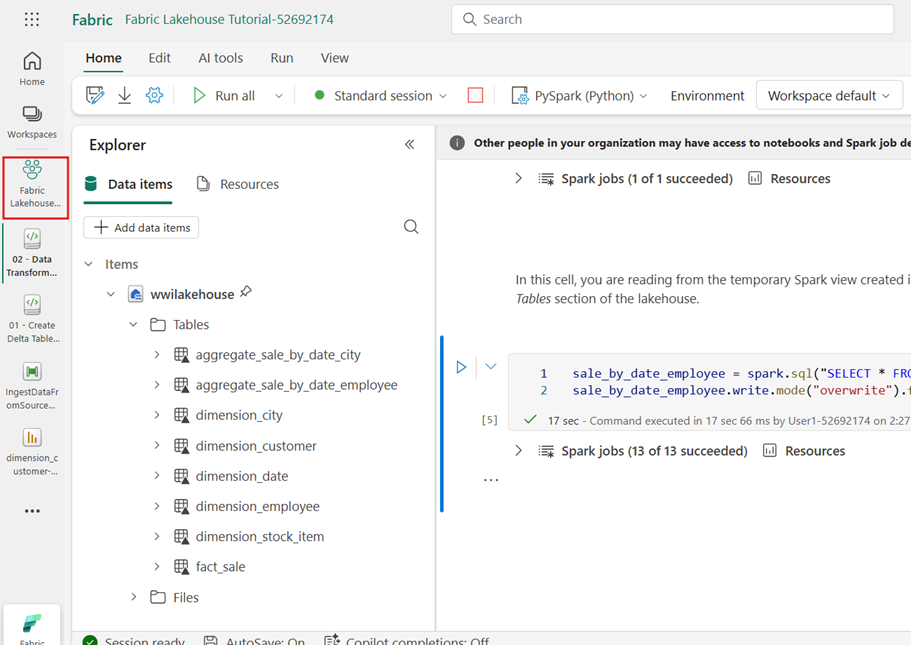 Fabric Fabric Lakehouse Tutorial-52692174
Search
Home
Workspaces
Fabric
Lakehouse...
02 - Data
Transform...
01 - Create
Delta Table...
IngestDataFr
omSource...
dimension_c
ustomer-...
...
Fabric
Home Edit AI tools Run View
Run all Standard session PySpark (Python) Environment Workspace default
Explorer
Data items Resources
Add data items
Items
wwilakehouse
Tables
aggregate_sale_by_date_city
aggregate_sale_by_date_employee
dimension_city
dimension_customer
dimension_date
dimension_employee
dimension_stock_item
fact_sale
Files
Other people in your organization may have access to notebooks and Spark job de
Spark jobs (1 of 1 succeeded) Resources
In this cell, you are reading from the temporary Spark view created i
Tables section of the lakehouse.
1 sale_by_date_employee = spark.sql("SELECT * FRO
2 sale_by_date_employee.write.mode("overwrite").f
[5] 17 sec - Command executed in 17 sec 66 ms by User1-52692174 on 2:27
Spark jobs (13 of 13 succeeded) Resources
...
Session ready AutoSave: On Copilot completions: Off